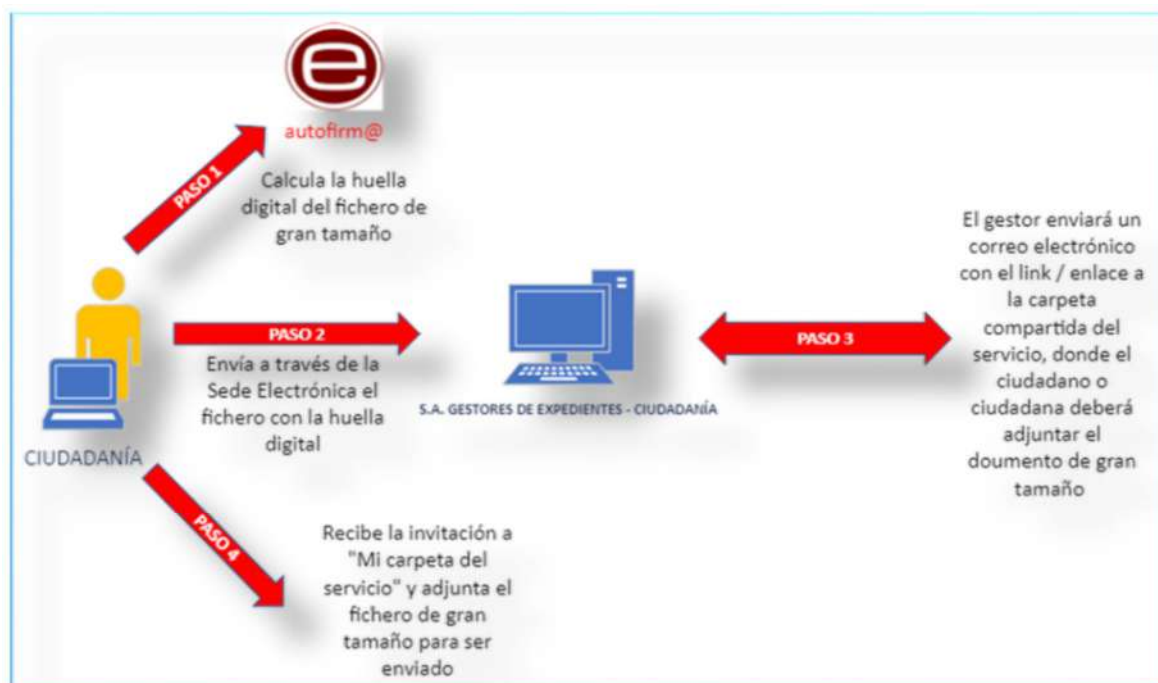 e
autofirm@
PASO 1
Calcula la huella
digital del fichero de
gran tamaño
CIUDADANÍA
PASO 2
Envía a través de la
Sede Electrónica el
fichero con la huella
digital
S.A. GESTORES DE EXPEDIENTES - CIUDADANÍA
PASO 3
El gestor enviará un
correo electrónico
con el link / enlace a
la carpeta
compartida del
servicio, donde el
ciudadano o
ciudadana deberá
adjuntar el
doumento de gran
tamaño
PASO 4
Recibe la invitación a
"Mi carpeta del
servicio" y adjunta el
fichero de gran
tamaño para ser
enviado